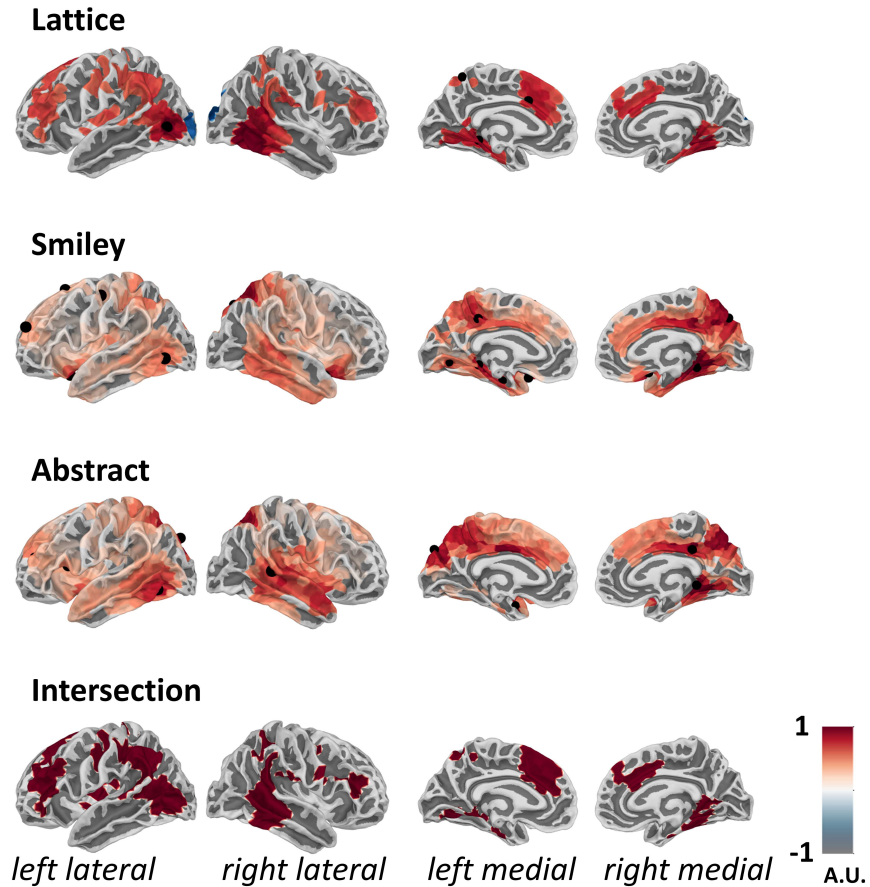 Lattice
Smiley
Abstract
Intersection
1
-1
A.U.
left lateral right lateral left medial right medial